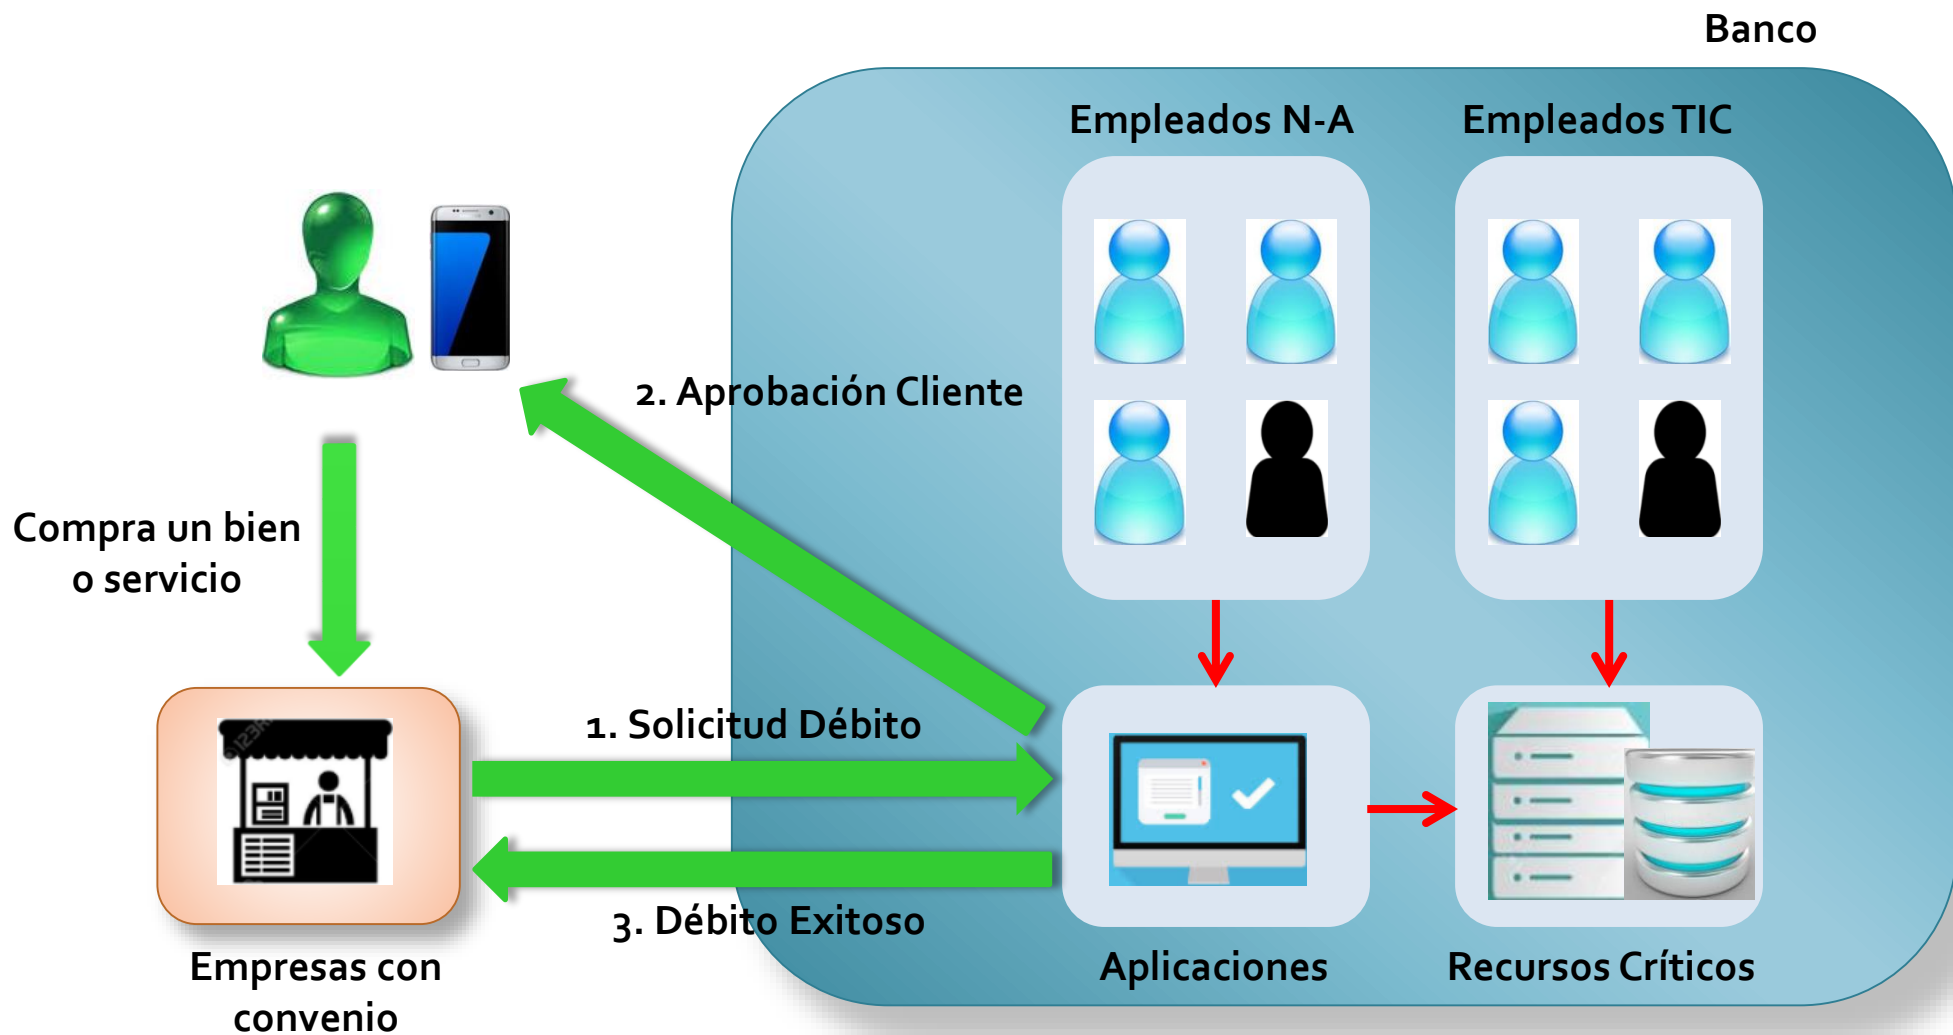 Banco
Empleados N-A
Empleados TIC
2. Aprobación Cliente
Compra un bien
o servicio
1. Solicitud Débito
3. Débito Exitoso
Empresas con
convenio
Aplicaciones
Recursos Críticos